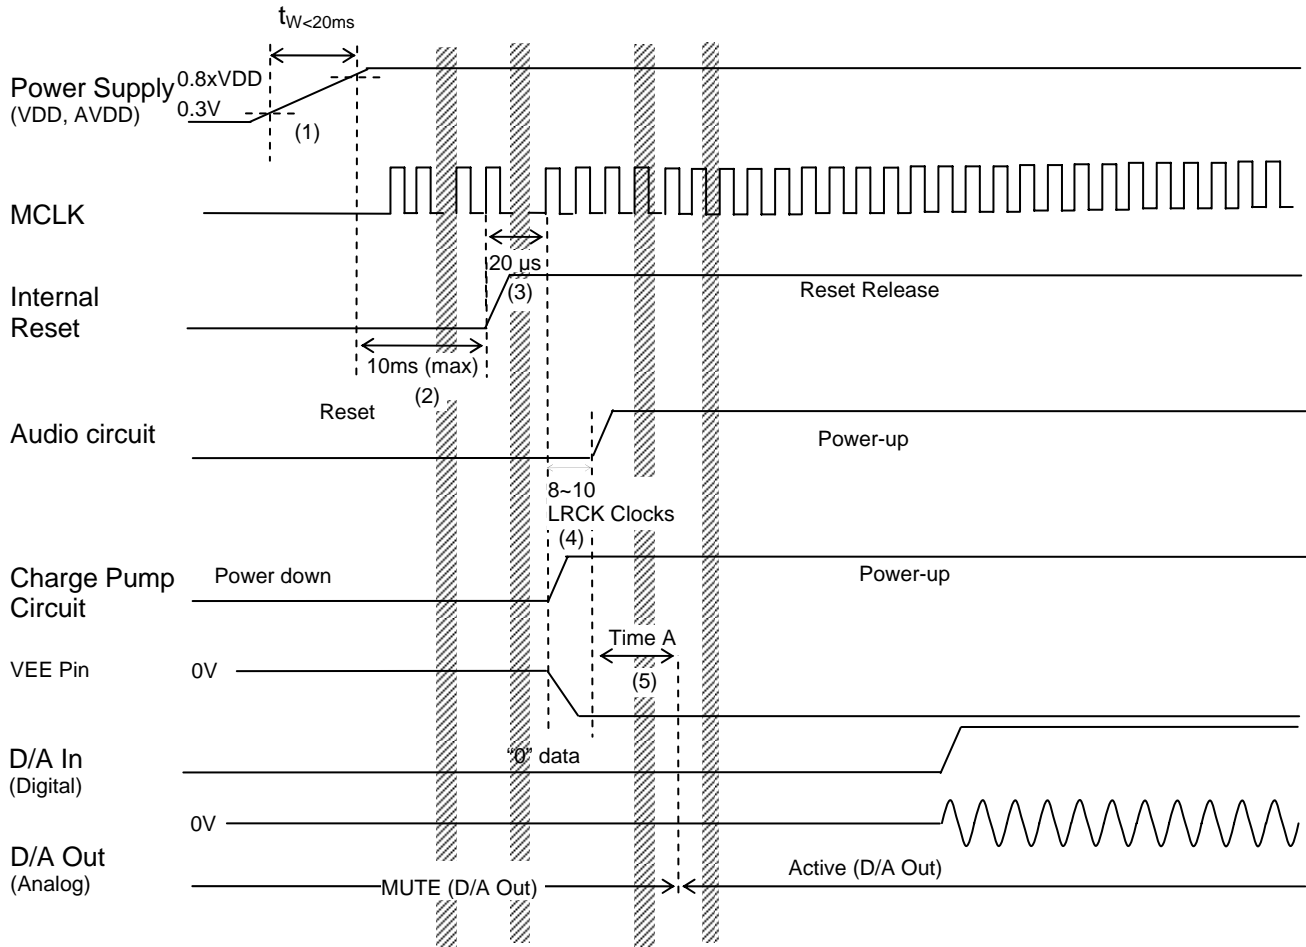 tW<20ms
Power Supply
(VDD, AVDD)
0.8xVDD
0.3V
(1)
MCLK
20 µs
(3)
Internal
Reset
Reset Release
10ms (max)
(2)
Reset
Audio circuit
Power-up
8~10
LRCK Clocks
(4)
Charge Pump
Circuit
Power down
Power-up
Time A
(5)
VEE Pin
0V
"0" data
D/A In
(Digital)
0V
D/A Out
(Analog)
MUTE (D/A Out)
Active (D/A Out)